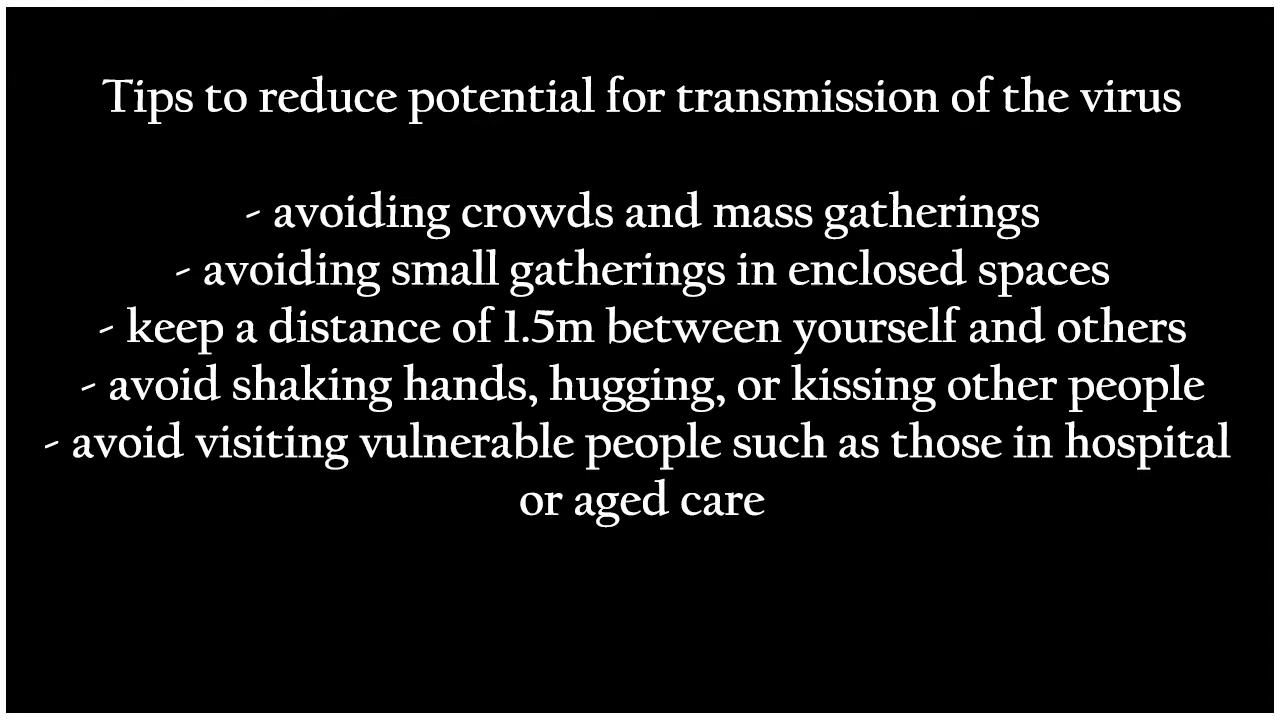 Tips to reduce potential for transmission of the virus
- avoiding crowds and mass gatherings
- avoiding small gatherings in enclosed spaces
- keep a distance of 1.5m between yourself and others
- avoid shaking hands, hugging, or kissing other people
- avoid visiting vulnerable people such as those in hospital
or aged care